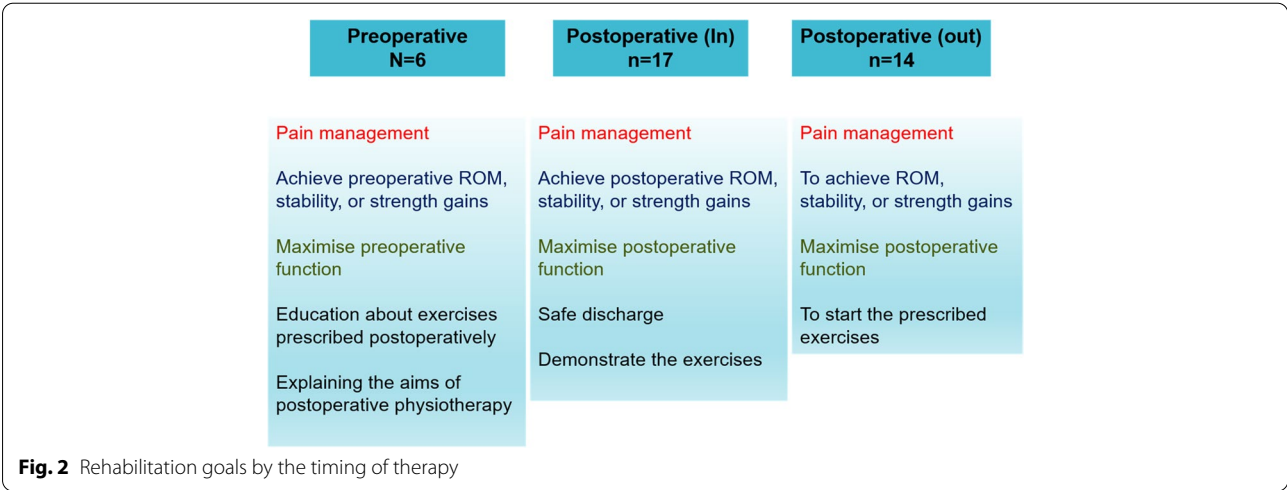 Preoperative
N=6
Postoperative (In)
n=17
Postoperative (out)
n=14
Pain management
Achieve preoperative ROM,
stability, or strength gains
Maximise preoperative
function
Education about exercises
prescribed postoperatively
Explaining the aims of
postoperative physiotherapy
Pain management
Achieve postoperative ROM,
stability, or strength gains
Maximise postoperative
function
Safe discharge
Demonstrate the exercises
Pain management
To achieve ROM,
stability, or strength gains
Maximise postoperative
function
To start the prescribed
exercises
Fig. 2 Rehabilitation goals by the timing of therapy